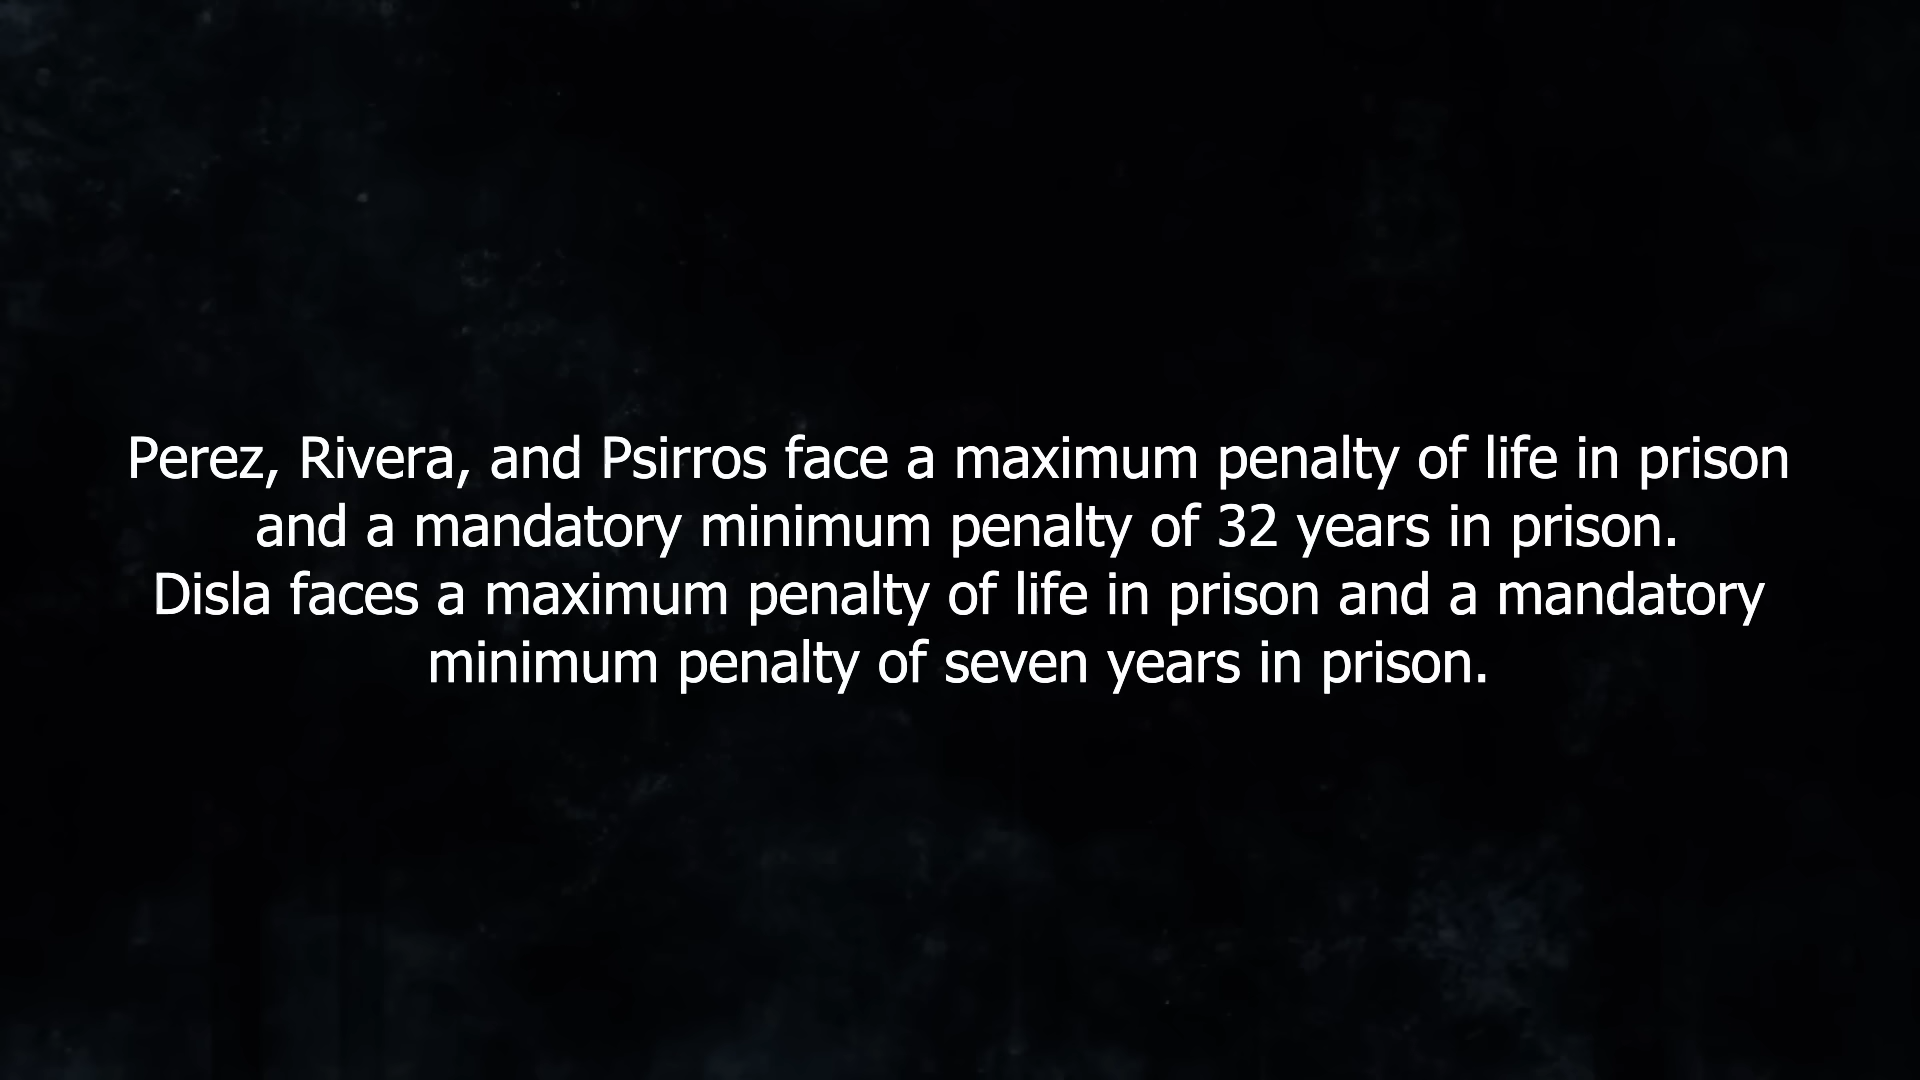 Perez, Rivera, and Psirros face a maximum penalty of life in prison
and a mandatory minimum penalty of 32 years in prison.
Disla faces a maximum penalty of life in prison and a mandatory
minimum penalty of seven years in prison.